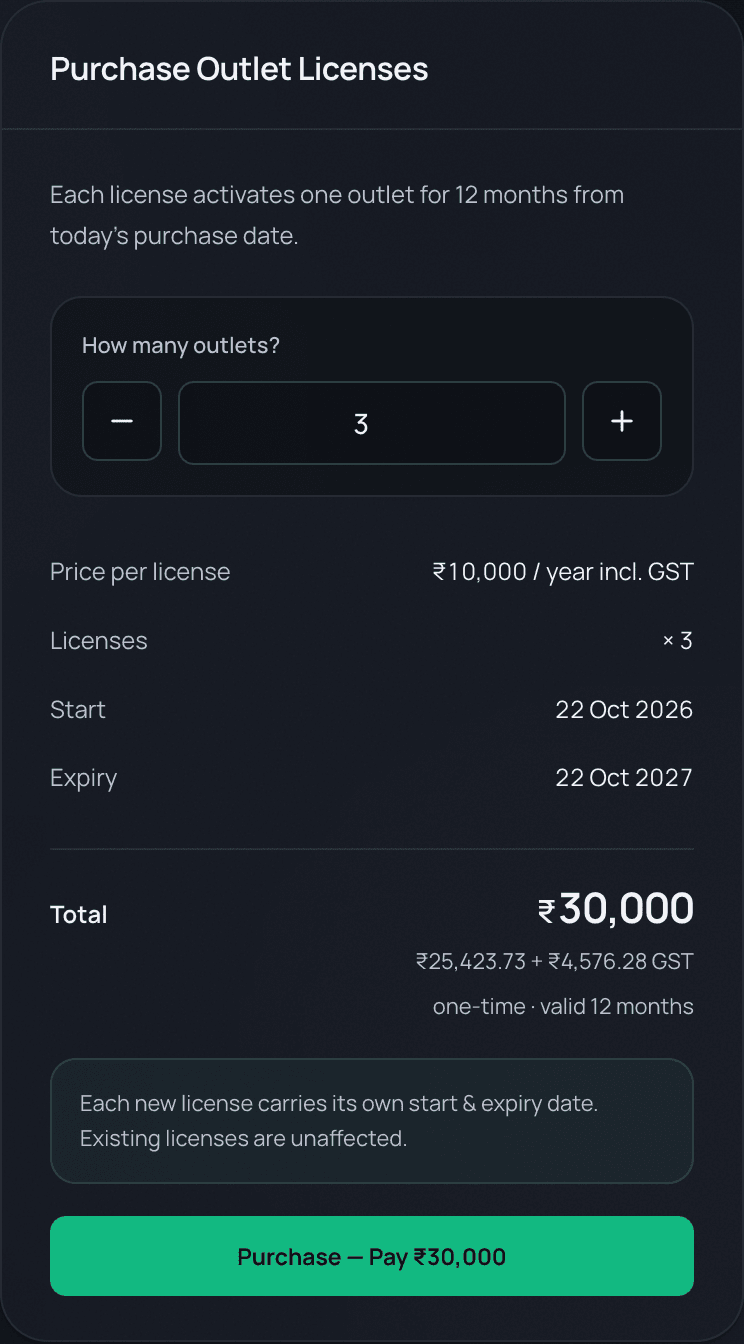 Purchase Outlet Licenses
Each license activates one outlet for 12 months from
today's purchase date.
How many outlets?
− 3 +
Price per license ₹10,000 / year incl. GST
Licenses × 3
Start 22 Oct 2026
Expiry 22 Oct 2027
Total ₹30,000
₹25,423.73 + ₹4,576.28 GST
one-time · valid 12 months
Each new license carries its own start & expiry date.
Existing licenses are unaffected.
Purchase — Pay ₹30,000